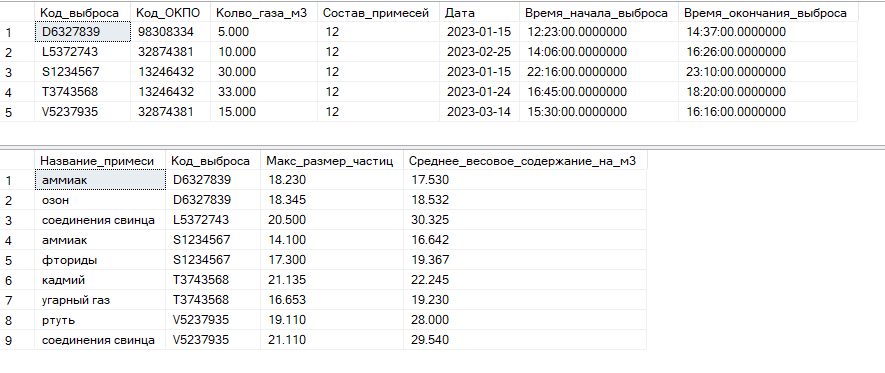 Код_выброса Код_ОКПО Колво_газа_м3 Состав_примесей Дата Время_начала_выброса Время_окончания_выброса
1 D6327839 98308334 5.000 12 2023-01-15 12:23:00.0000000 14:37:00.0000000
2 L5372743 32874381 10.000 12 2023-02-25 14:06:00.0000000 16:26:00.0000000
3 S1234567 13246432 30.000 12 2023-01-15 22:16:00.0000000 23:10:00.0000000
4 T3743568 13246432 33.000 12 2023-01-24 16:45:00.0000000 18:20:00.0000000
5 V5237935 32874381 15.000 12 2023-03-14 15:30:00.0000000 16:16:00.0000000
Название_примеси Код_выброса Макс_размер_частиц Среднее_весовое_содержание_на_м3
1 аммиак D6327839 18.230 17.530
2 озон D6327839 18.345 18.532
3 соединения свинца L5372743 20.500 30.325
4 аммиак S1234567 14.100 16.642
5 фториды S1234567 17.300 19.367
6 кадмий T3743568 21.135 22.245
7 угарный газ T3743568 16.653 19.230
8 ртуть V5237935 19.110 28.000
9 соединения свинца V5237935 21.110 29.540